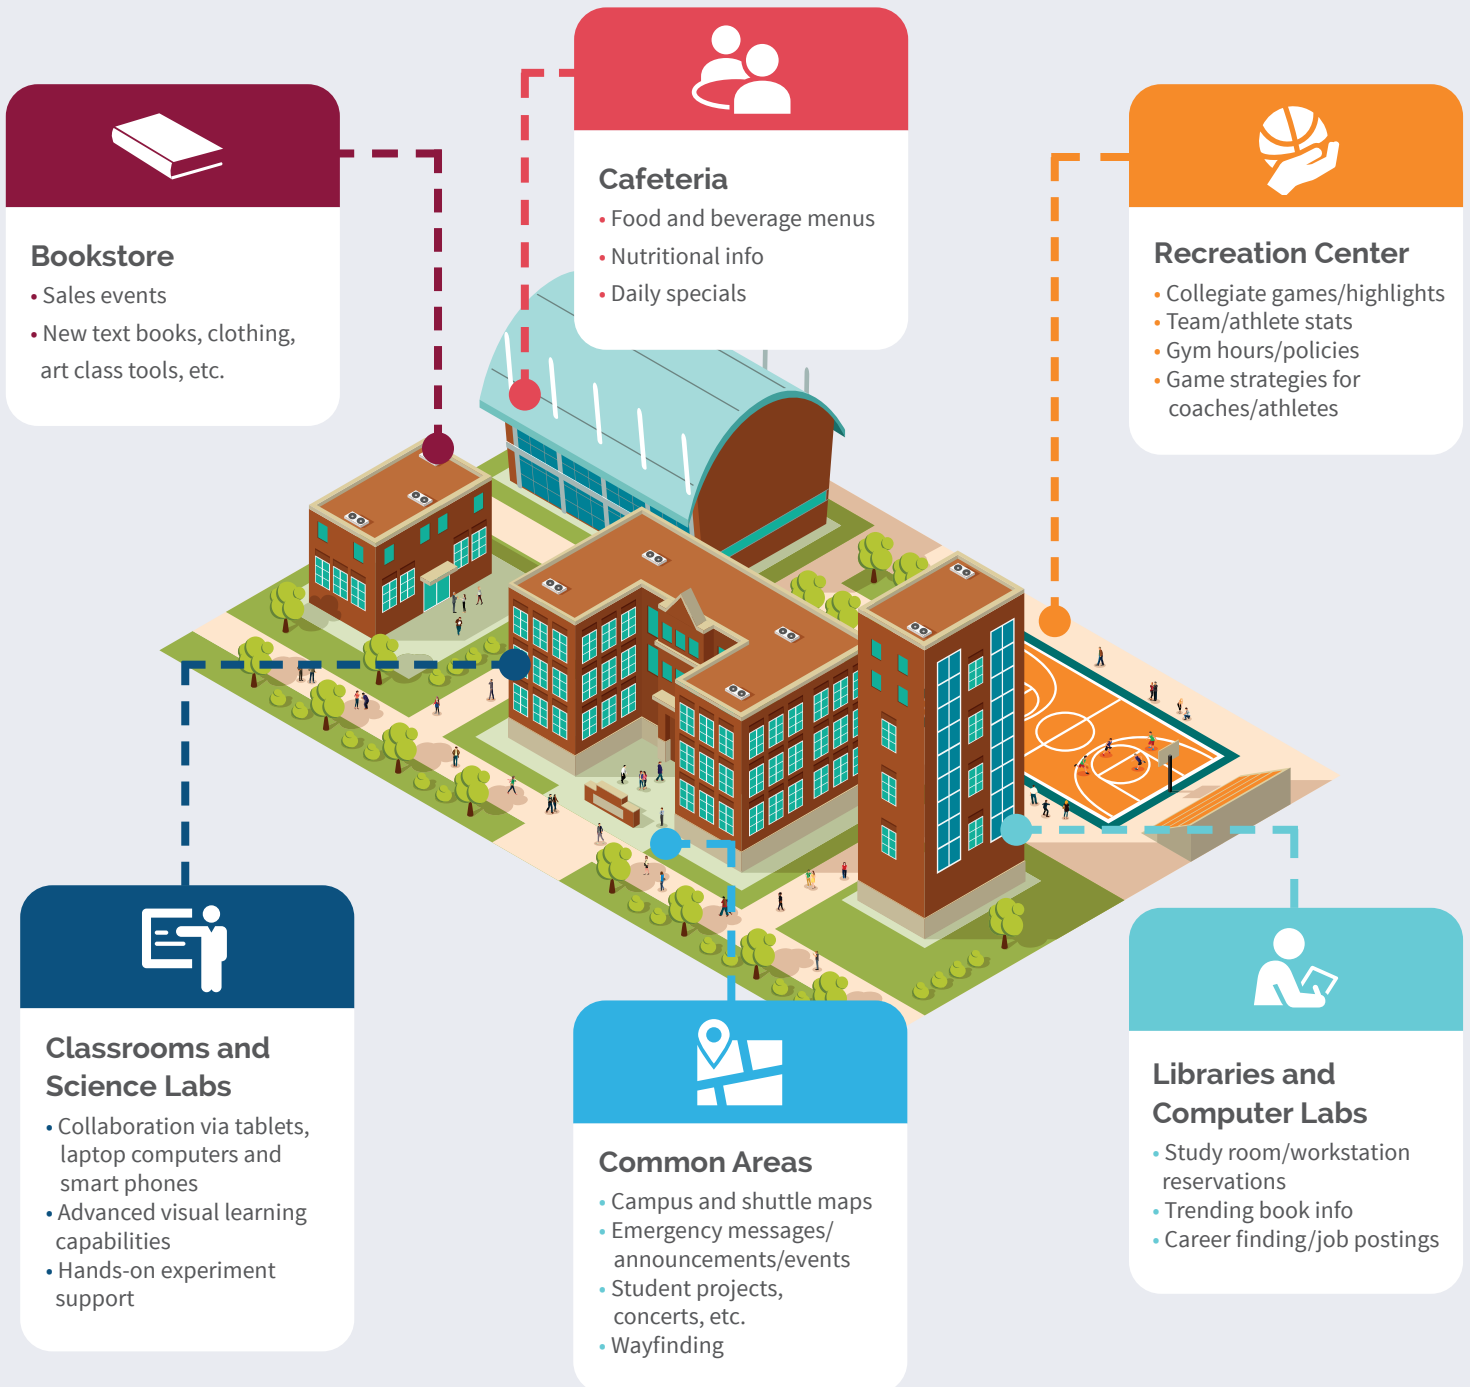 Bookstore
• Sales events
• New text books, clothing,
art class tools, etc.
Cafeteria
• Food and beverage menus
• Nutritional info
• Daily specials
Recreation Center
• Collegiate games/highlights
• Team/athlete stats
• Gym hours/policies
• Game strategies for
coaches/athletes
Classrooms and
Science Labs
• Collaboration via tablets,
laptop computers and
smart phones
• Advanced visual learning
capabilities
• Hands-on experiment
support
Common Areas
• Campus and shuttle maps
• Emergency messages/
announcements/events
• Student projects,
concerts, etc.
• Wayfinding
Libraries and
Computer Labs
• Study room/workstation
reservations
• Trending book info
• Career finding/job postings